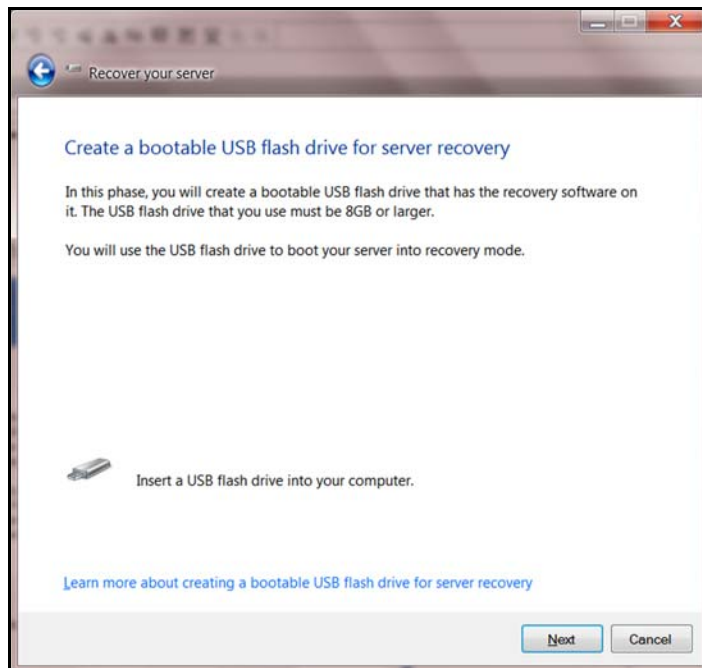 Recover your server
Create a bootable USB flash drive for server recovery
In this phase, you will create a bootable USB flash drive that has the recovery software on
it. The USB flash drive that you use must be 8GB or larger.
You will use the USB flash drive to boot your server into recovery mode.
Insert a USB flash drive into your computer.
Learn more about creating a bootable USB flash drive for server recovery
Next
Cancel